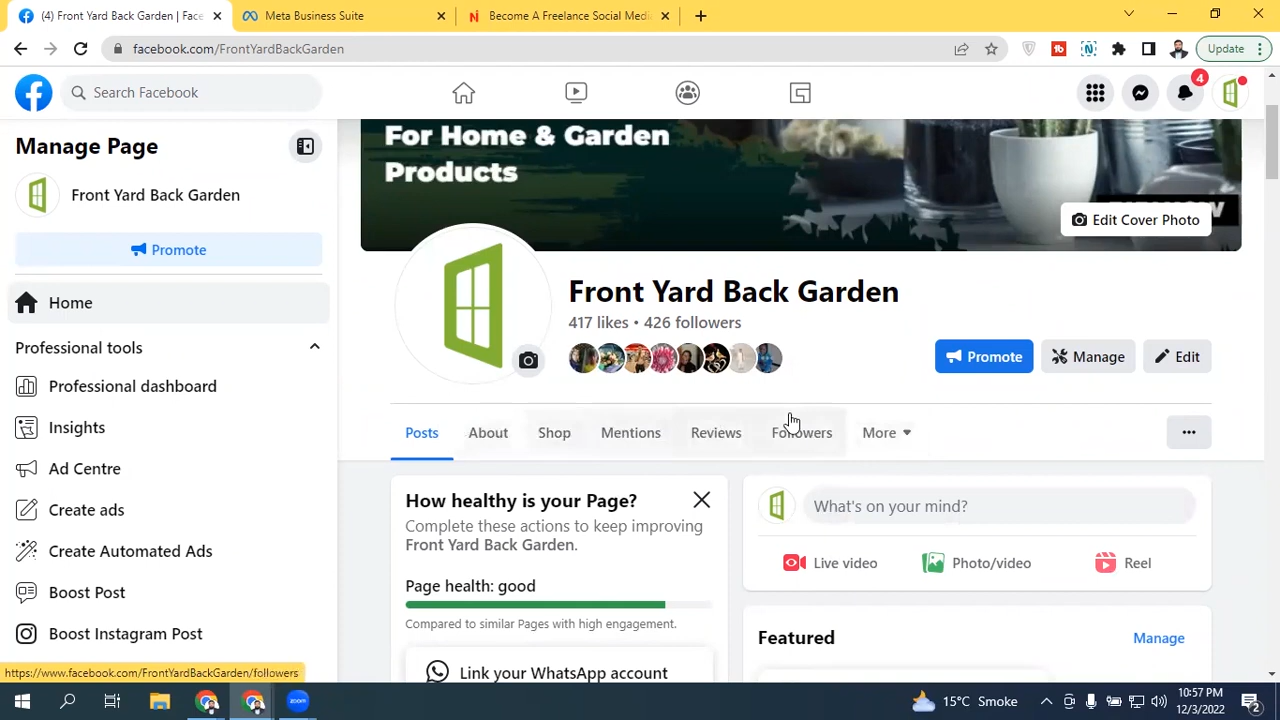 (4) Front Yard Back Garden | Fac
Meta Business Suite
Become A Freelance Social Medi
facebook.com/FrontYardBackGarden
Update
Search Facebook
4
Manage Page
Front Yard Back Garden
Promote
Home
Professional tools
Professional dashboard
Insights
Ad Centre
Create ads
Create Automated Ads
Boost Post
Boost Instagram Post
https://www.facebook.com/FrontYardBackGarden/followers
For Home & Garden
Products
Edit Cover Photo
Front Yard Back Garden
417 likes • 426 followers
Promote
Manage
Edit
Posts
About
Shop
Mentions
Reviews
Followers
More
How healthy is your Page?
Complete these actions to keep improving
Front Yard Back Garden.
Page health: good
Compared to similar Pages with high engagement.
Link your WhatsApp account
What's on your mind?
Live video
Photo/video
Reel
Featured
Manage
zoom
15°C Smoke
10:57 PM
12/3/2022
2